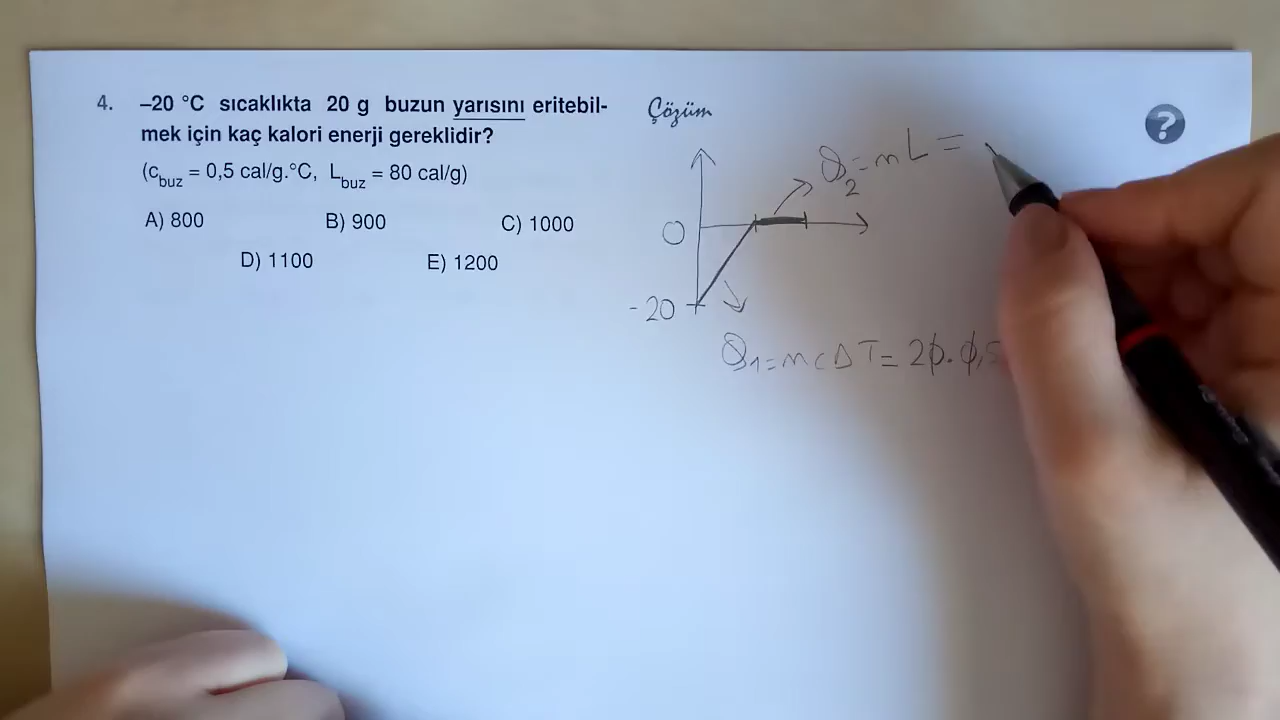 4. –20 °C sıcaklıkta 20 g buzun yarısını eritebil-
mek için kaç kalori enerji gereklidir?
(cbuz = 0,5 cal/g.°C, Lbuz = 80 cal/g)
A) 800 B) 900 C) 1000
D) 1100 E) 1200
Çözüm
?
Q2 = mL =
0
-20
Q1 = mcΔT = 20. 0,5